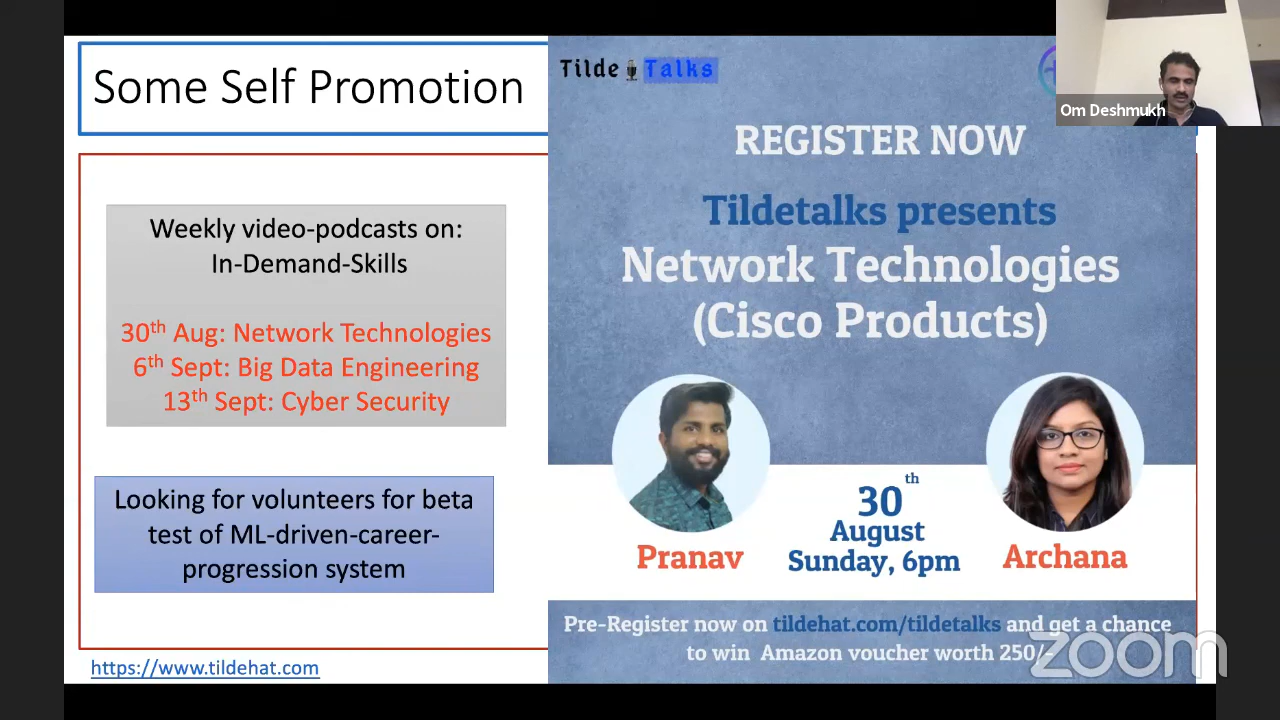 Some Self Promotion
Weekly video-podcasts on:
In-Demand-Skills
30th Aug: Network Technologies
6th Sept: Big Data Engineering
13th Sept: Cyber Security
Looking for volunteers for beta
test of ML-driven-career-
progression system
https://www.tildehat.com
Tilde Talks
REGISTER NOW
Tildetalks presents
Network Technologies
(Cisco Products)
Pranav
30th
August
Sunday, 6pm
Archana
Pre-Register now on tildehat.com/tildetalks and get a chance
to win Amazon voucher worth 250/-
Om Deshmukh
zoom